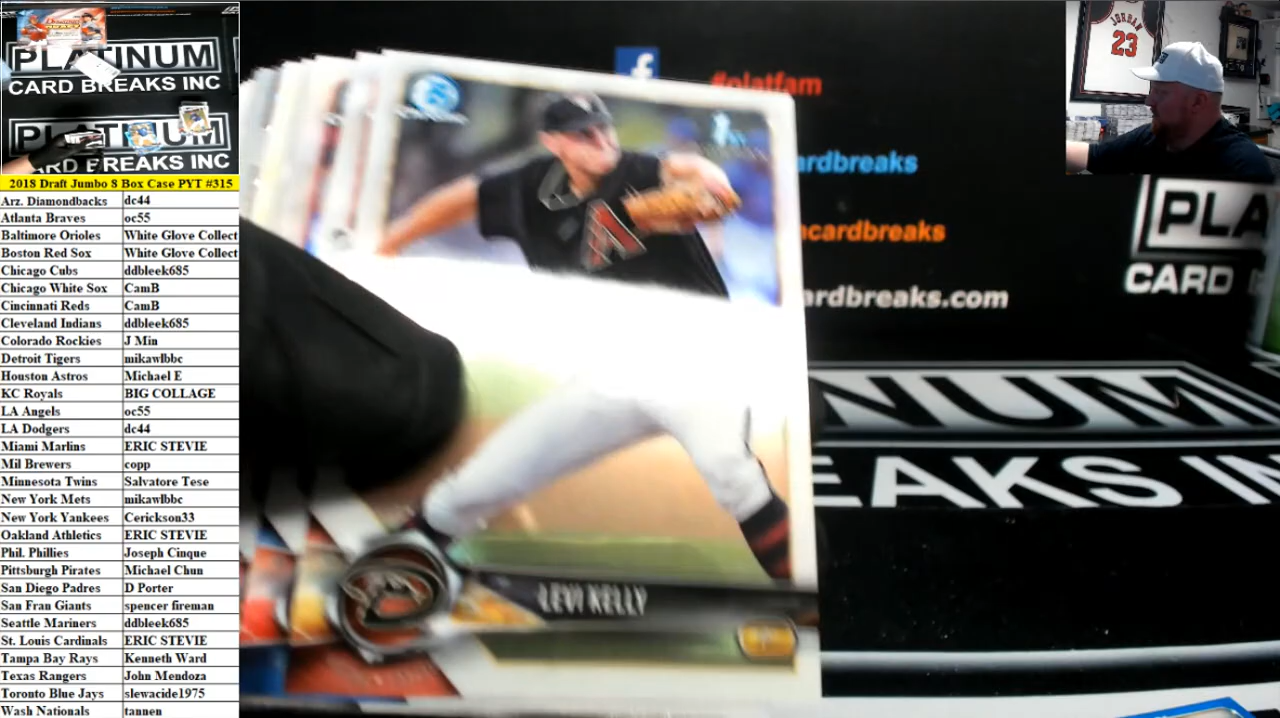 PLATINUM
CARD BREAKS INC
PLATINUM
CARD BREAKS INC
2018 Draft Jumbo 8 Box Case PYT #315
Arz. Diamondbacks dc44
Atlanta Braves oc55
Baltimore Orioles White Glove Collect
Boston Red Sox White Glove Collect
Chicago Cubs ddbleek685
Chicago White Sox CamB
Cincinnati Reds CamB
Cleveland Indians ddbleek685
Colorado Rockies J Min
Detroit Tigers mikawlbbc
Houston Astros Michael E
KC Royals BIG COLLAGE
LA Angels oc55
LA Dodgers dc44
Miami Marlins ERIC STEVIE
Mil Brewers copp
Minnesota Twins Salvatore Tese
New York Mets mikawlbbc
New York Yankees Cerickson33
Oakland Athletics ERIC STEVIE
Phil. Phillies Joseph Cinque
Pittsburgh Pirates Michael Chun
San Diego Padres D Porter
San Fran Giants spencer fireman
Seattle Mariners ddbleek685
St. Louis Cardinals ERIC STEVIE
Tampa Bay Rays Kenneth Ward
Texas Rangers John Mendoza
Toronto Blue Jays slewacide1975
Wash Nationals tannen
f
#platfam
ardbreaks
cardbreaks
ardbreaks.com
LEVI KELLY
JORDAN
23
PLA
CARD
NUM
EAKS IN